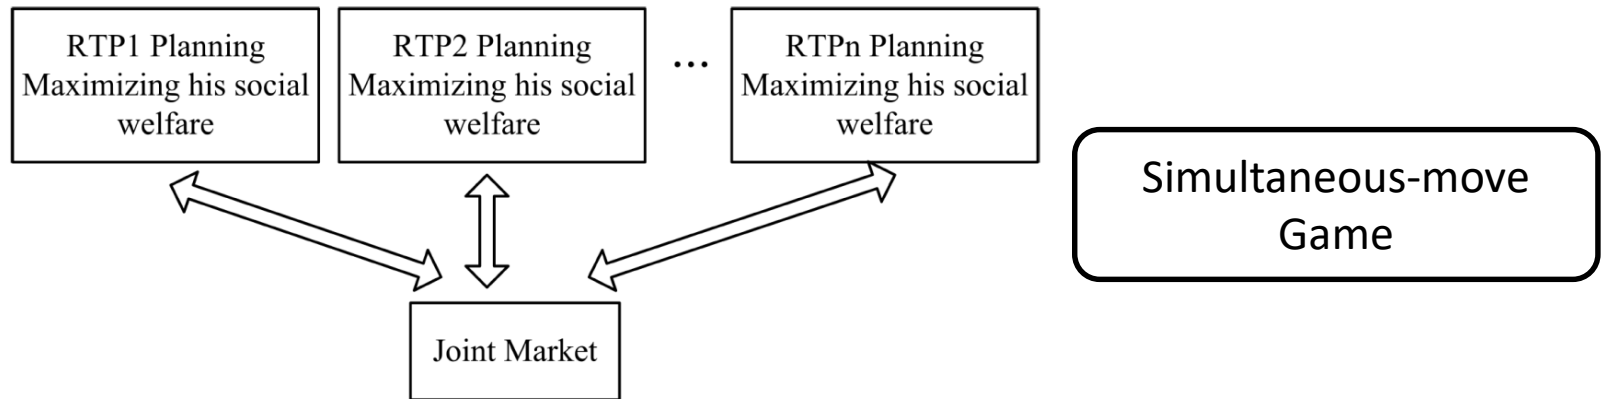 RTP1 Planning
Maximizing his social
welfare
RTP2 Planning
Maximizing his social
welfare
...
RTPn Planning
Maximizing his social
welfare
Simultaneous-move
Game
Joint Market